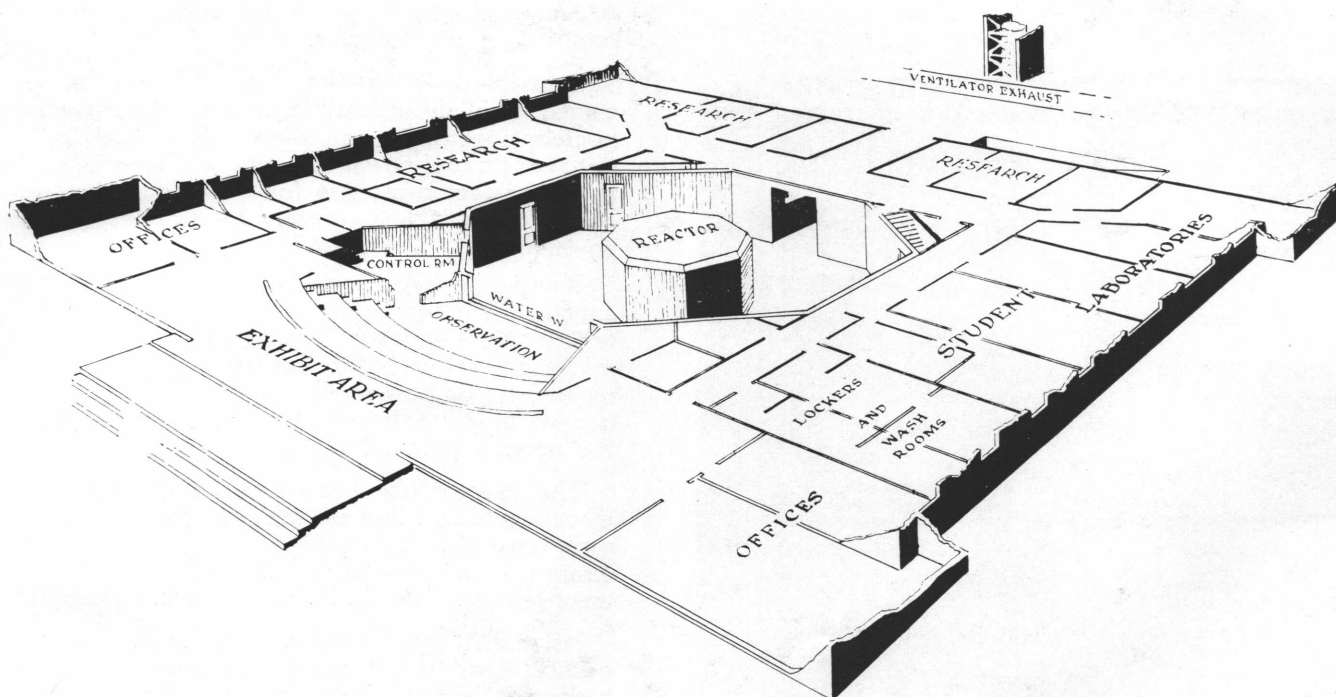 VENTILATOR EXHAUST
RESEARCH
RESEARCH
RESEARCH
REACTOR
OFFICES
CONTROL RM
WATER W
OBSERVATION
EXHIBIT AREA
STUDENT LABORATORIES
LOCKERS
AND
WASH
ROOMS
OFFICES